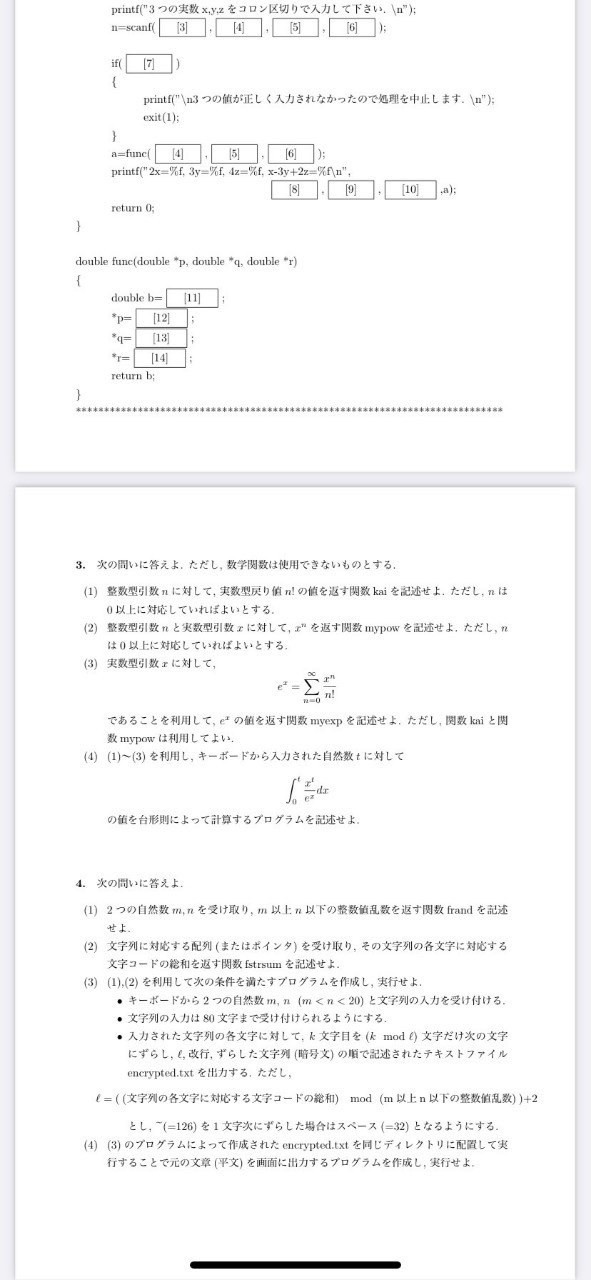 printf("3 つの実数 x,y,z をコロン区切りで入力して下さい. \n");
n=scanf( [3] , [4] , [5] , [6] );
if( [7] )
{
printf("\n3 つの値が正しく入力されなかったので処理を中止します. \n");
exit(1);
}
a=func( [4] , [5] , [6] );
printf("2x=%f, 3y=%f, 4z=%f, x-3y+2z=%f\n",
[8] , [9] , [10] ,a);
return 0;
}
double func(double *p, double *q, double *r)
{
double b= [11] ;
*p= [12] ;
*q= [13] ;
*r= [14] ;
return b;
}
******************************************************************************
3. 次の問いに答えよ. ただし, 数学関数は使用できないものとする.
(1) 整数型引数 n に対して, 実数型戻り値 n! の値を返す関数 kai を記述せよ. ただし, n は
0 以上に対応していればよいとする.
(2) 整数型引数 n と実数型引数 x に対して, xⁿ を返す関数 mypow を記述せよ. ただし, n
は 0 以上に対応していればよいとする.
(3) 実数型引数 x に対して,
eˣ = ∑_{n=0}^{∞} xⁿ/n!
であることを利用して, eˣ の値を返す関数 myexp を記述せよ. ただし, 関数 kai と関
数 mypow は利用してよい.
(4) (1)〜(3) を利用し, キーボードから入力された自然数 t に対して
∫₀ᵗ xᵗ/eˣ dx
の値を台形則によって計算するプログラムを記述せよ.
4. 次の問いに答えよ.
(1) 2 つの自然数 m, n を受け取り, m 以上 n 以下の整数値乱数を返す関数 frand を記述
せよ.
(2) 文字列に対応する配列 (またはポインタ) を受け取り, その文字列の各文字に対応する
文字コードの総和を返す関数 fstrsum を記述せよ.
(3) (1),(2) を利用して次の条件を満たすプログラムを作成し, 実行せよ.
• キーボードから 2 つの自然数 m, n (m < n < 20) と文字列の入力を受け付ける.
• 文字列の入力は 80 文字まで受け付けられるようにする.
• 入力された文字列の各文字に対して, k 文字目を (k mod ℓ) 文字だけ次の文字
にずらし, ℓ, 改行, ずらした文字列 (暗号文) の順で記述されたテキストファイル
encrypted.txt を出力する. ただし,
ℓ = ( (文字列の各文字に対応する文字コードの総和) mod (m 以上 n 以下の整数値乱数) )+2
とし, ~(=126) を 1 文字次にずらした場合はスペース (=32) となるようにする.
(4) (3) のプログラムによって作成された encrypted.txt を同じディレクトリに配置して実
行することで元の文章 (平文) を画面に出力するプログラムを作成し, 実行せよ.